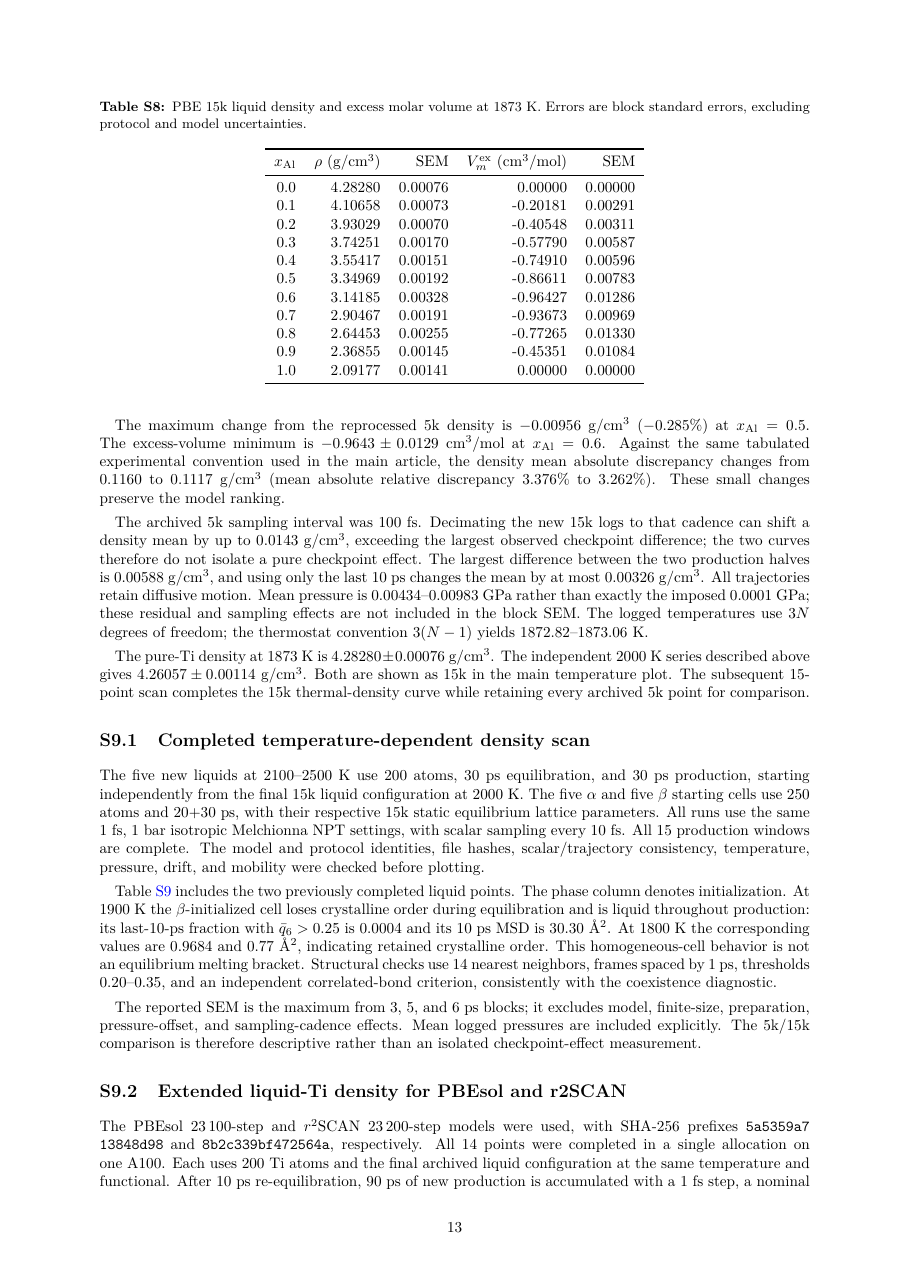 Table S8: PBE 15k liquid density and excess molar volume at 1873 K. Errors are block standard errors, excluding
protocol and model uncertainties.
xAl ρ (g/cm³) SEM Vmᵉˣ (cm³/mol) SEM
0.0 4.28280 0.00076 0.00000 0.00000
0.1 4.10658 0.00073 -0.20181 0.00291
0.2 3.93029 0.00070 -0.40548 0.00311
0.3 3.74251 0.00170 -0.57790 0.00587
0.4 3.55417 0.00151 -0.74910 0.00596
0.5 3.34969 0.00192 -0.86611 0.00783
0.6 3.14185 0.00328 -0.96427 0.01286
0.7 2.90467 0.00191 -0.93673 0.00969
0.8 2.64453 0.00255 -0.77265 0.01330
0.9 2.36855 0.00145 -0.45351 0.01084
1.0 2.09177 0.00141 0.00000 0.00000
The maximum change from the reprocessed 5k density is −0.00956 g/cm³ (−0.285%) at xAl = 0.5.
The excess-volume minimum is −0.9643 ± 0.0129 cm³/mol at xAl = 0.6. Against the same tabulated
experimental convention used in the main article, the density mean absolute discrepancy changes from
0.1160 to 0.1117 g/cm³ (mean absolute relative discrepancy 3.376% to 3.262%). These small changes
preserve the model ranking.
The archived 5k sampling interval was 100 fs. Decimating the new 15k logs to that cadence can shift a
density mean by up to 0.0143 g/cm³, exceeding the largest observed checkpoint difference; the two curves
therefore do not isolate a pure checkpoint effect. The largest difference between the two production halves
is 0.00588 g/cm³, and using only the last 10 ps changes the mean by at most 0.00326 g/cm³. All trajectories
retain diffusive motion. Mean pressure is 0.00434–0.00983 GPa rather than exactly the imposed 0.0001 GPa;
these residual and sampling effects are not included in the block SEM. The logged temperatures use 3N
degrees of freedom; the thermostat convention 3(N − 1) yields 1872.82–1873.06 K.
The pure-Ti density at 1873 K is 4.28280±0.00076 g/cm³. The independent 2000 K series described above
gives 4.26057 ± 0.00114 g/cm³. Both are shown as 15k in the main temperature plot. The subsequent 15-
point scan completes the 15k thermal-density curve while retaining every archived 5k point for comparison.
S9.1 Completed temperature-dependent density scan
The five new liquids at 2100–2500 K use 200 atoms, 30 ps equilibration, and 30 ps production, starting
independently from the final 15k liquid configuration at 2000 K. The five α and five β starting cells use 250
atoms and 20+30 ps, with their respective 15k static equilibrium lattice parameters. All runs use the same
1 fs, 1 bar isotropic Melchionna NPT settings, with scalar sampling every 10 fs. All 15 production windows
are complete. The model and protocol identities, file hashes, scalar/trajectory consistency, temperature,
pressure, drift, and mobility were checked before plotting.
Table S9 includes the two previously completed liquid points. The phase column denotes initialization. At
1900 K the β-initialized cell loses crystalline order during equilibration and is liquid throughout production:
its last-10-ps fraction with q̄6 > 0.25 is 0.0004 and its 10 ps MSD is 30.30 Å². At 1800 K the corresponding
values are 0.9684 and 0.77 Å², indicating retained crystalline order. This homogeneous-cell behavior is not
an equilibrium melting bracket. Structural checks use 14 nearest neighbors, frames spaced by 1 ps, thresholds
0.20–0.35, and an independent correlated-bond criterion, consistently with the coexistence diagnostic.
The reported SEM is the maximum from 3, 5, and 6 ps blocks; it excludes model, finite-size, preparation,
pressure-offset, and sampling-cadence effects. Mean logged pressures are included explicitly. The 5k/15k
comparison is therefore descriptive rather than an isolated checkpoint-effect measurement.
S9.2 Extended liquid-Ti density for PBEsol and r2SCAN
The PBEsol 23 100-step and r²SCAN 23 200-step models were used, with SHA-256 prefixes 5a5359a7
13848d98 and 8b2c339bf472564a, respectively. All 14 points were completed in a single allocation on
one A100. Each uses 200 Ti atoms and the final archived liquid configuration at the same temperature and
functional. After 10 ps re-equilibration, 90 ps of new production is accumulated with a 1 fs step, a nominal
13